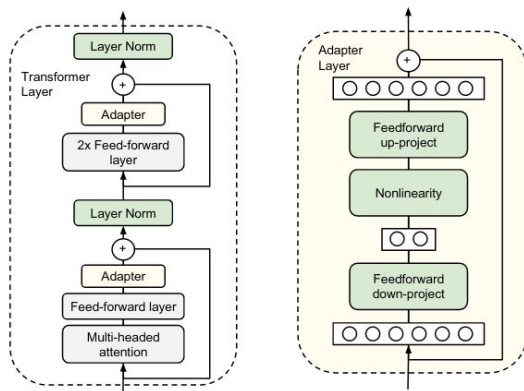 Layer Norm
Transformer
Layer
+
Adapter
2x Feed-forward
layer
Layer Norm
+
Adapter
Feed-forward layer
Multi-headed
attention
Adapter
Layer
+
Feedforward
up-project
Nonlinearity
Feedforward
down-project